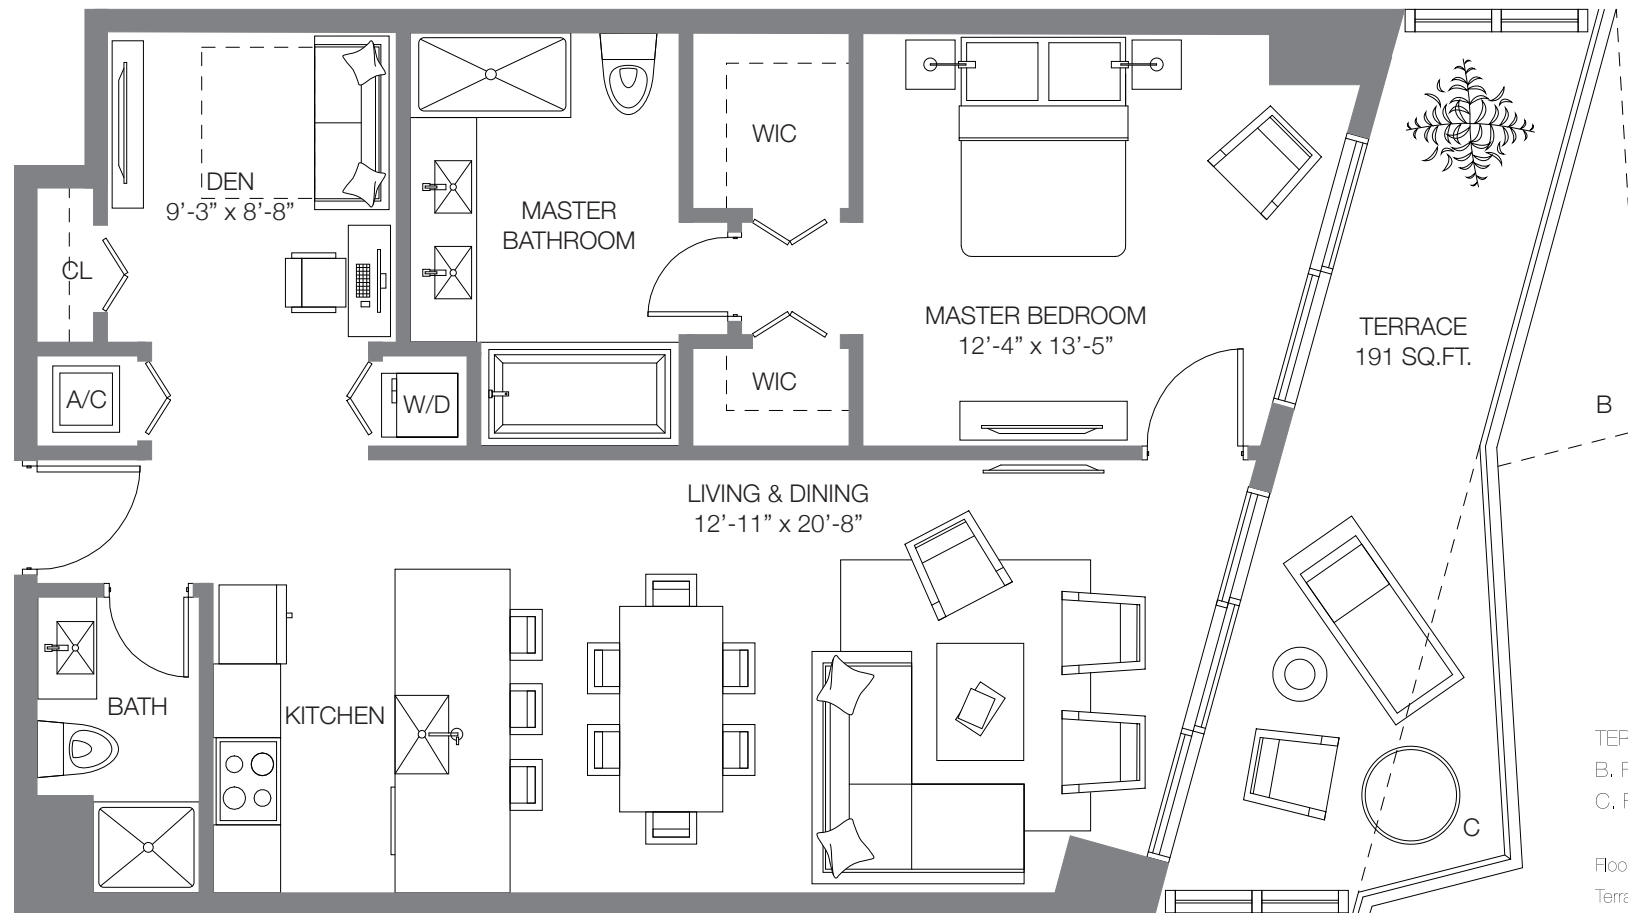 DEN
9’-3” x 8’-8”
CL
A/C
W/D
MASTER
BATHROOM
WIC
WIC
MASTER BEDROOM
12’-4” x 13’-5”
TERRACE
191 SQ.FT.
B
LIVING & DINING
12’-11” x 20’-8”
BATH
KITCHEN
C
B.
C.